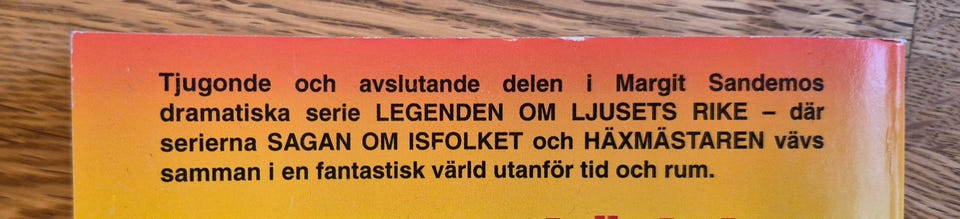 Tjugonde och avslutande delen i Margit Sandemos
dramatiska serie LEGENDEN OM LJUSETS RIKE – där
serierna SAGAN OM ISFOLKET och HÄXMÄSTAREN vävs
samman i en fantastisk värld utanför tid och rum.